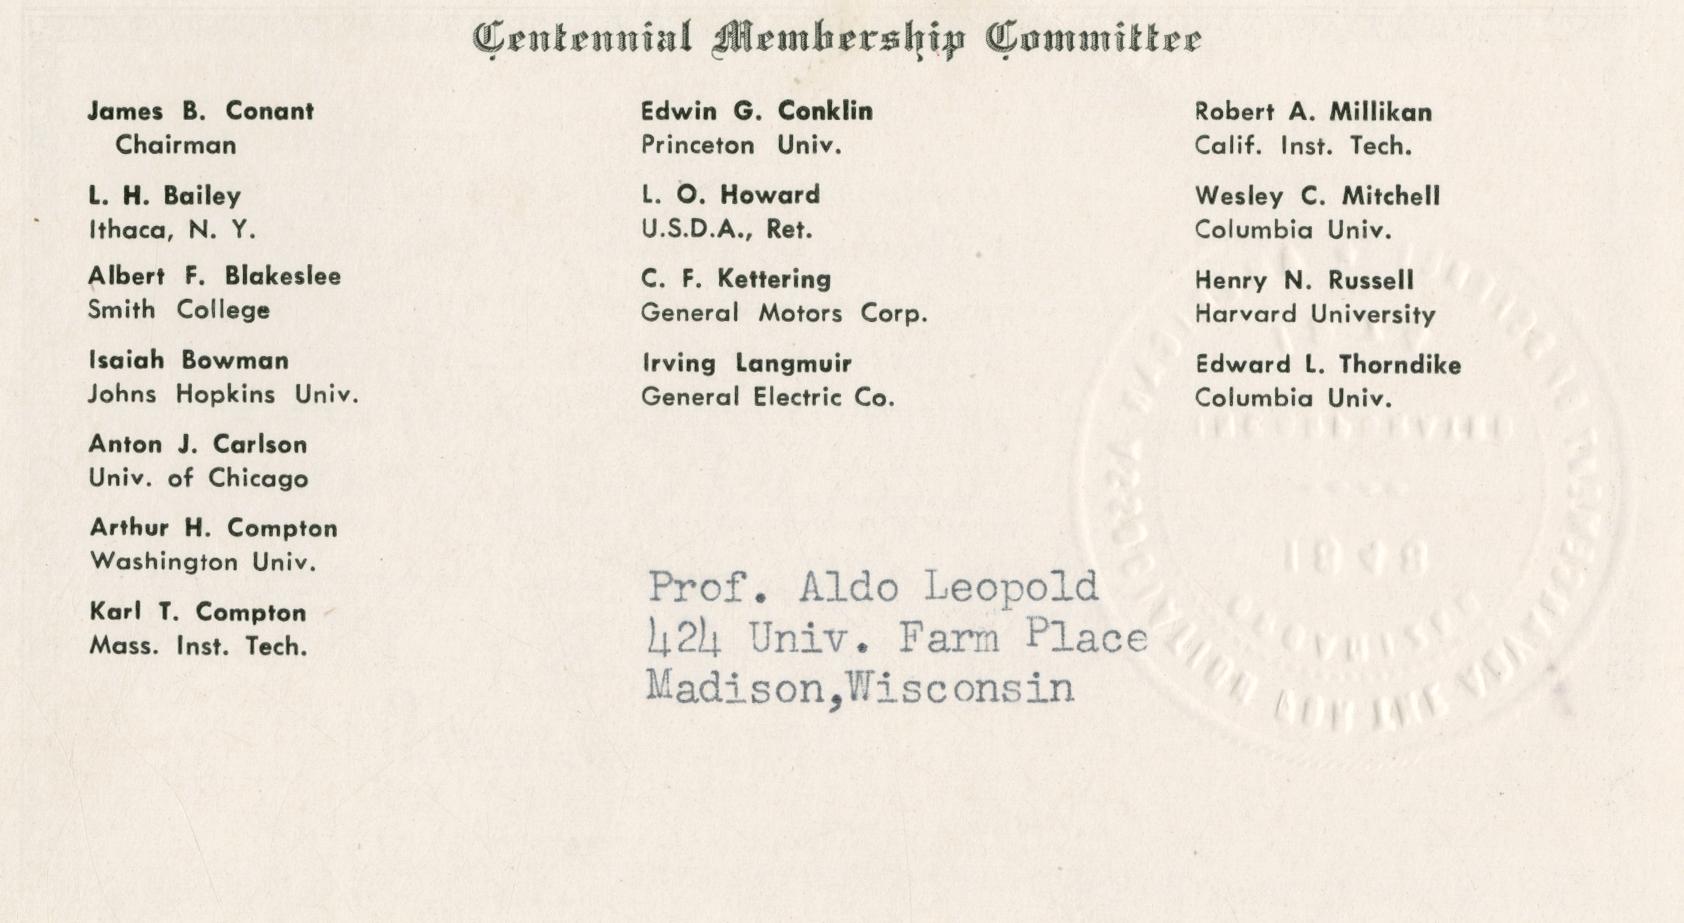 Centennial Membership Committee
James B. Conant
Chairman
L. H. Bailey
Ithaca, N. Y.
Albert F. Blakeslee
Smith College
Isaiah Bowman
Johns Hopkins Univ.
Anton J. Carlson
Univ. of Chicago
Arthur H. Compton
Washington Univ.
Karl T. Compton
Mass. Inst. Tech.
Edwin G. Conklin
Princeton Univ.
L. O. Howard
U.S.D.A., Ret.
C. F. Kettering
General Motors Corp.
Irving Langmuir
General Electric Co.
Robert A. Millikan
Calif. Inst. Tech.
Wesley C. Mitchell
Columbia Univ.
Henry N. Russell
Harvard University
Edward L. Thorndike
Columbia Univ.
Prof. Aldo Leopold
424 Univ. Farm Place
Madison,Wisconsin
1848